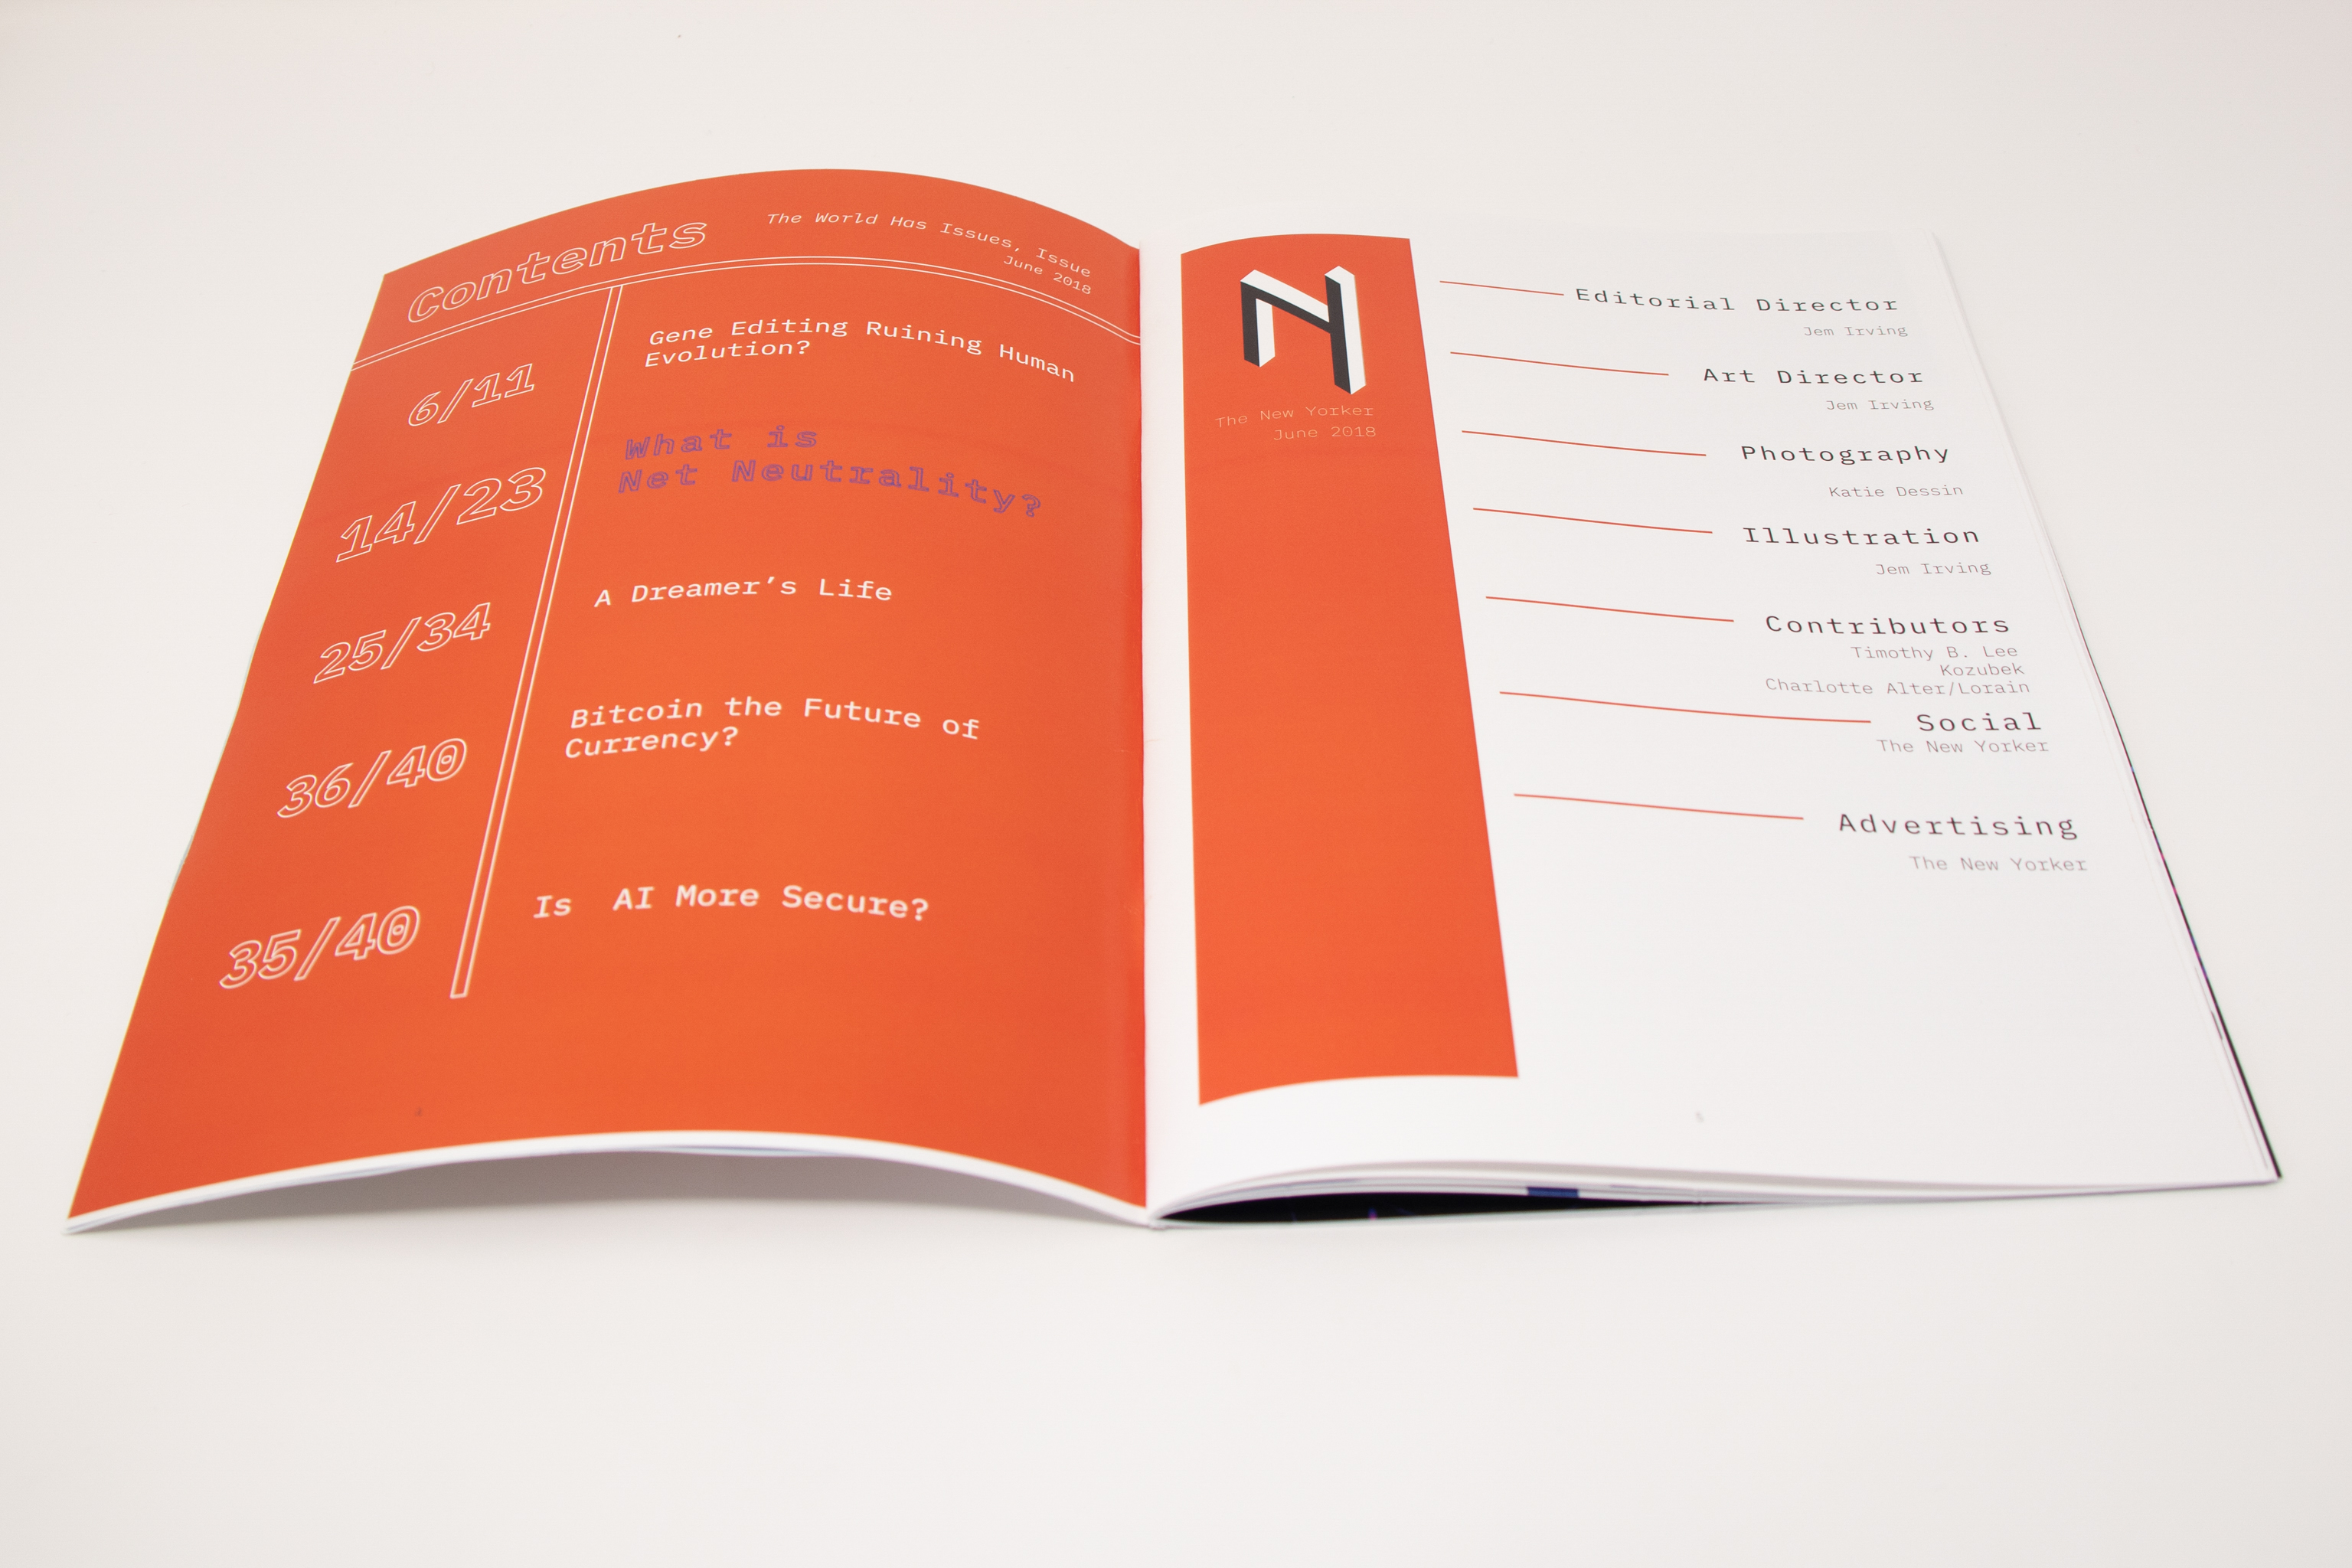 Contents
The World Has Issues, Issue
June 2018
6/11
Gene Editing Ruining Human
Evolution?
14/23
What is
Net Neutrality?
25/34
A Dreamer’s Life
36/40
Bitcoin the Future of
Currency?
35/40
Is AI More Secure?
N
The New Yorker
June 2018
Editorial Director
Jem Irving
Art Director
Jem Irving
Photography
Katie Dessin
Illustration
Jem Irving
Contributors
Timothy B. Lee
Kozubek
Charlotte Alter/Lorain
Social
The New Yorker
Advertising
The New Yorker